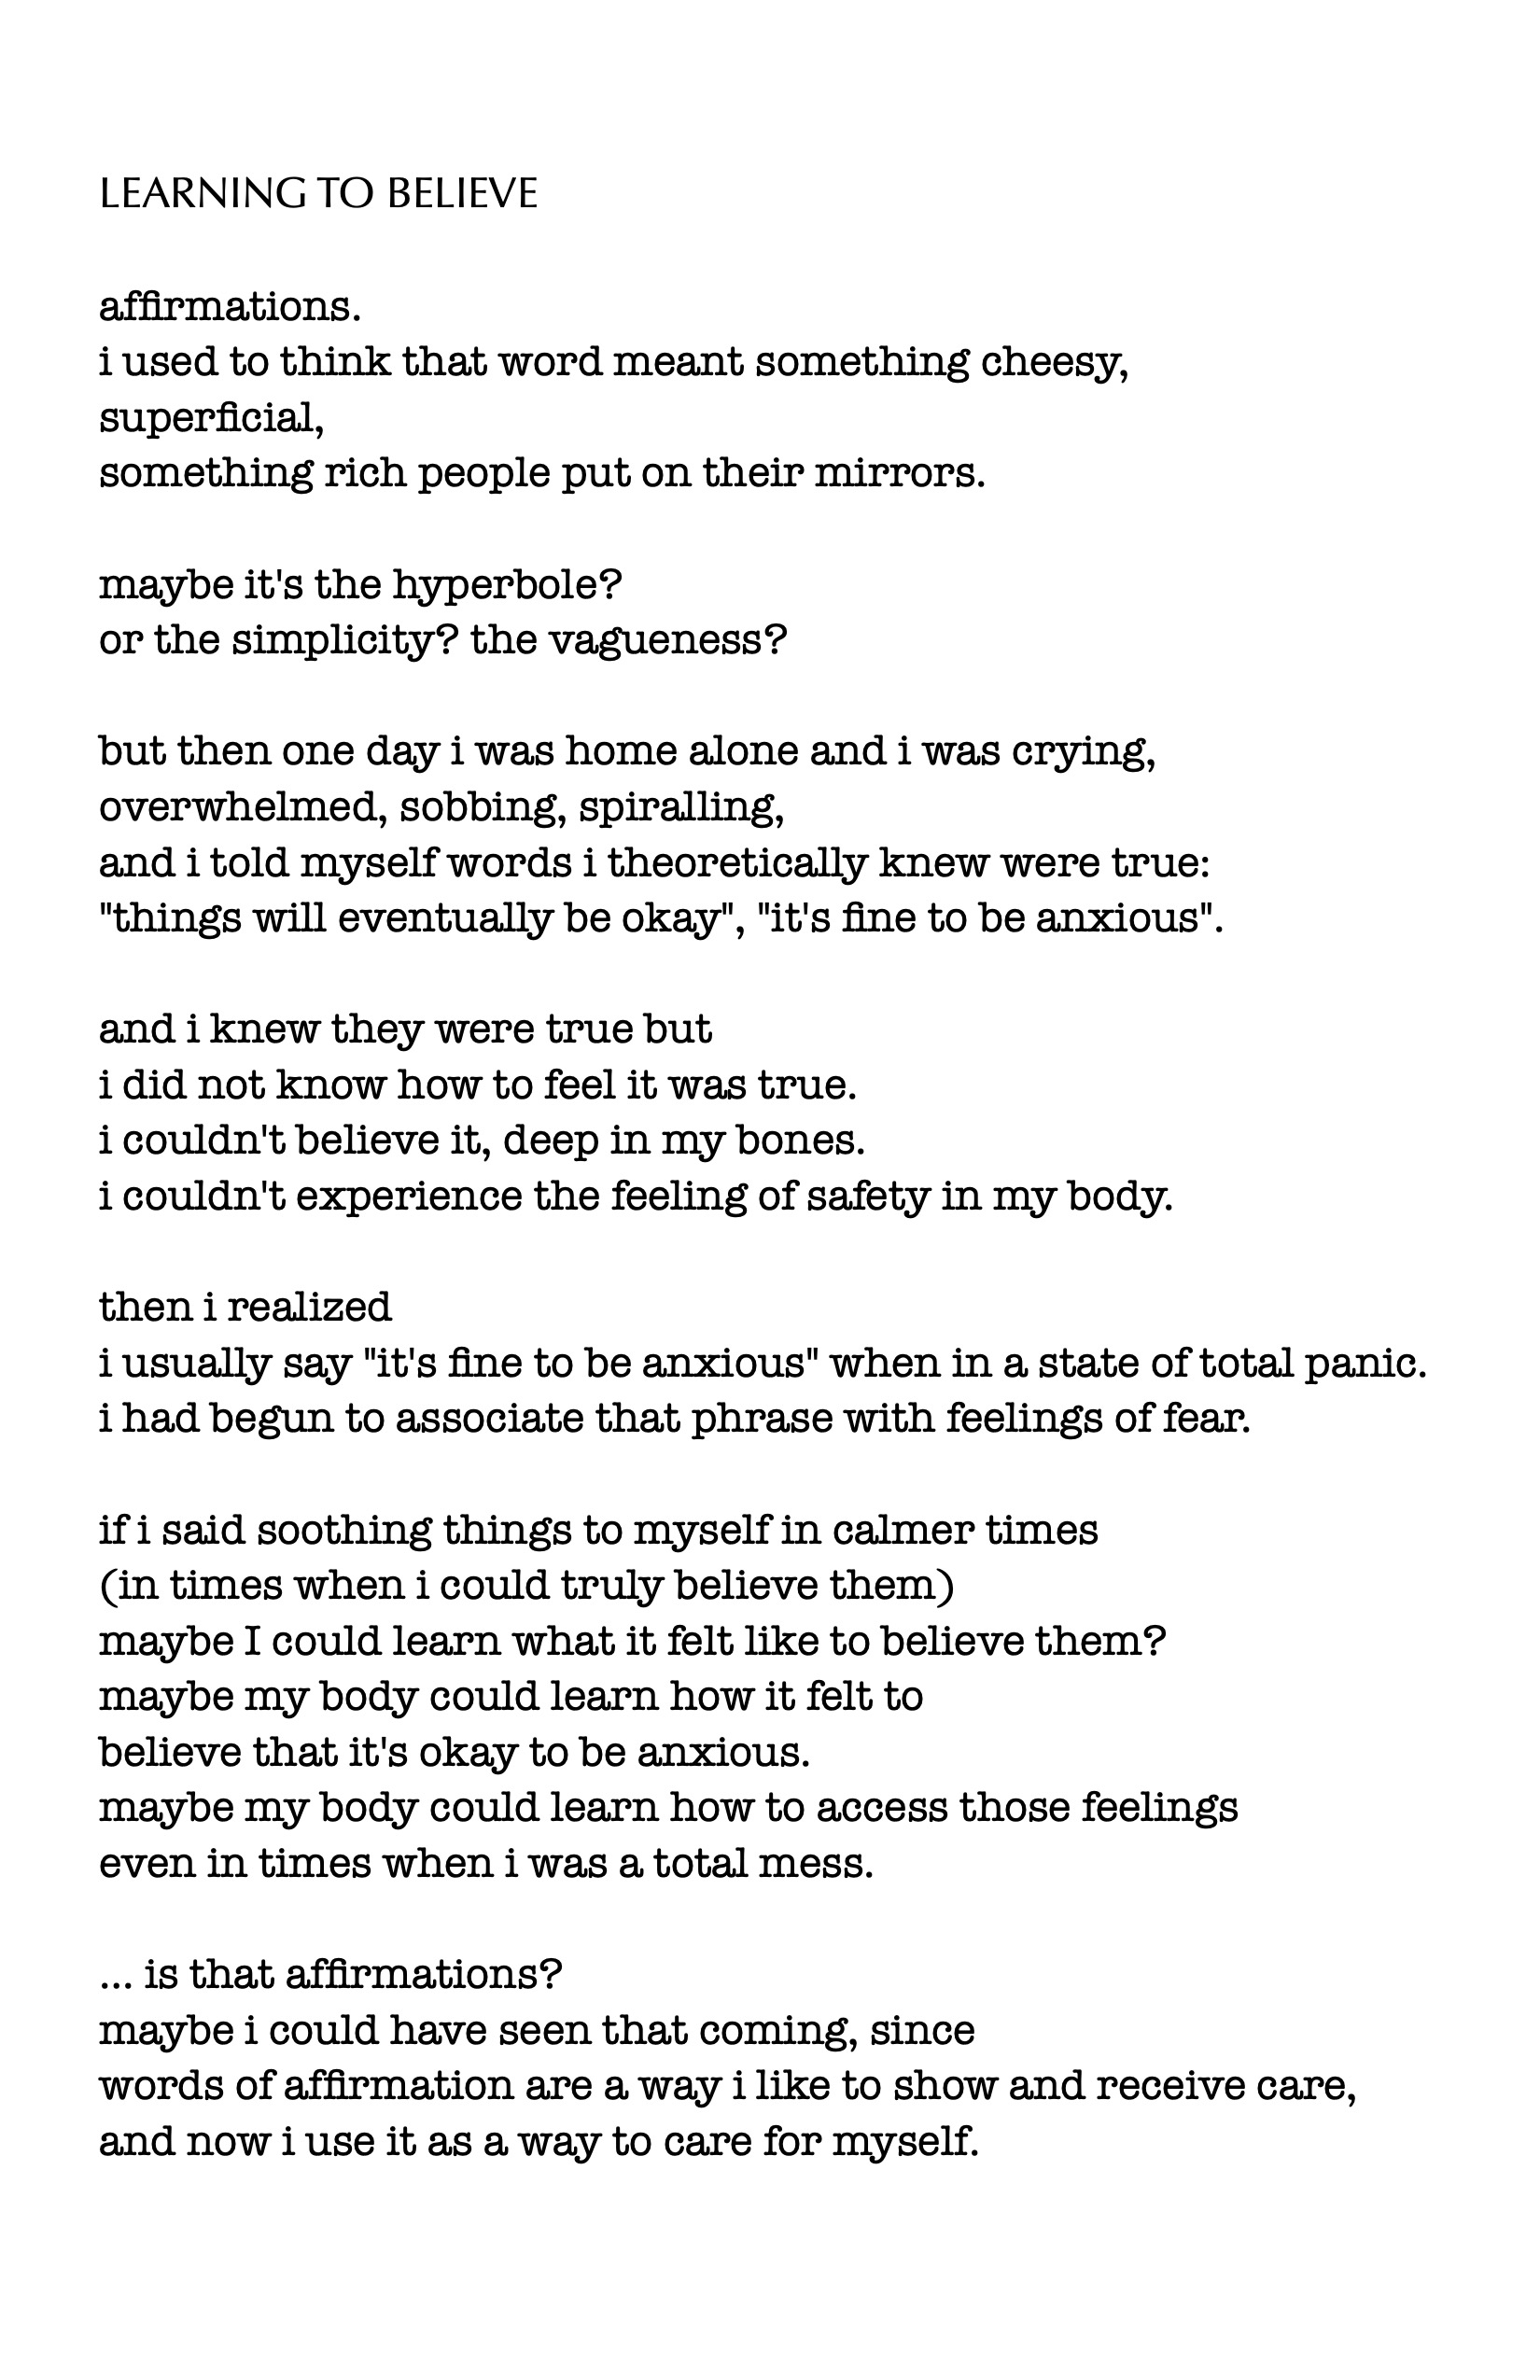 LEARNING TO BELIEVE
affirmations.
i used to think that word meant something cheesy,
superficial,
something rich people put on their mirrors.
maybe it's the hyperbole?
or the simplicity? the vagueness?
but then one day i was home alone and i was crying,
overwhelmed, sobbing, spiralling,
and i told myself words i theoretically knew were true:
"things will eventually be okay", "it's fine to be anxious".
and i knew they were true but
i did not know how to feel it was true.
i couldn't believe it, deep in my bones.
i couldn't experience the feeling of safety in my body.
then i realized
i usually say "it's fine to be anxious" when in a state of total panic.
i had begun to associate that phrase with feelings of fear.
if i said soothing things to myself in calmer times
(in times when i could truly believe them)
maybe I could learn what it felt like to believe them?
maybe my body could learn how it felt to
believe that it's okay to be anxious.
maybe my body could learn how to access those feelings
even in times when i was a total mess.
... is that affirmations?
maybe i could have seen that coming, since
words of affirmation are a way i like to show and receive care,
and now i use it as a way to care for myself.